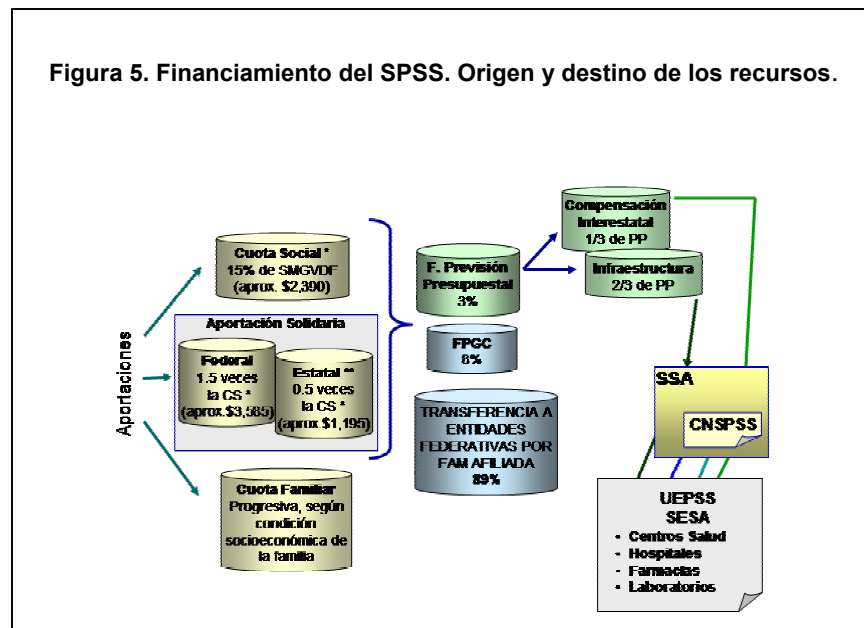 Figura 5. Financiamiento del SPSS. Origen y destino de los recursos.
Aportaciones
Cuota Social *
15% de SMGVDF
(aprox. $2,390)
Aportación Solidaria
Federal
1.5 veces
la CS *
(aprox.$3,585)
Estatal **
0.5 veces
la CS *
(aprox $1,195)
Cuota Familiar
Progresiva, según
condición
socioeconómica de
la familia
F. Previsión
Presupuestal
3%
FPGC
8%
TRANSFERENCIA A
ENTIDADES
FEDERATIVAS POR
FAM AFILIADA
89%
Compensación
Interestatal
1/3 de PP
Infraestructura
2/3 de PP
SSA
CNSPSS
UEPSS
SESA
• Centros Salud
• Hospitales
- Farmacias
• Laboratorios